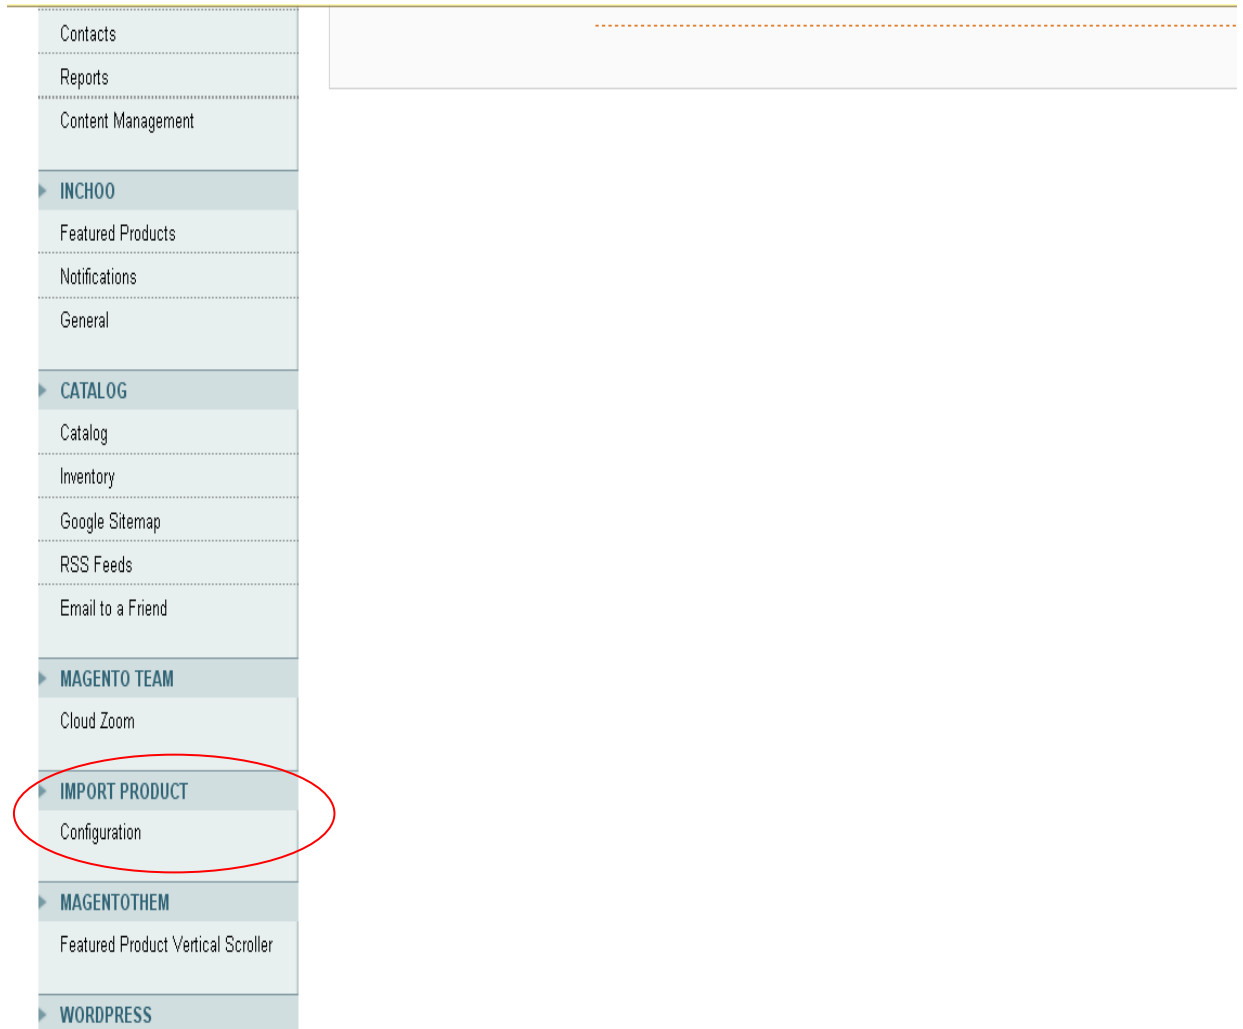 Contacts
Reports
Content Management
INCHOO
Featured Products
Notifications
General
CATALOG
Catalog
Inventory
Google Sitemap
RSS Feeds
Email to a Friend
MAGENTO TEAM
Cloud Zoom
IMPORT PRODUCT
Configuration
MAGENTOTHEM
Featured Product Vertical Scroller
WORDPRESS